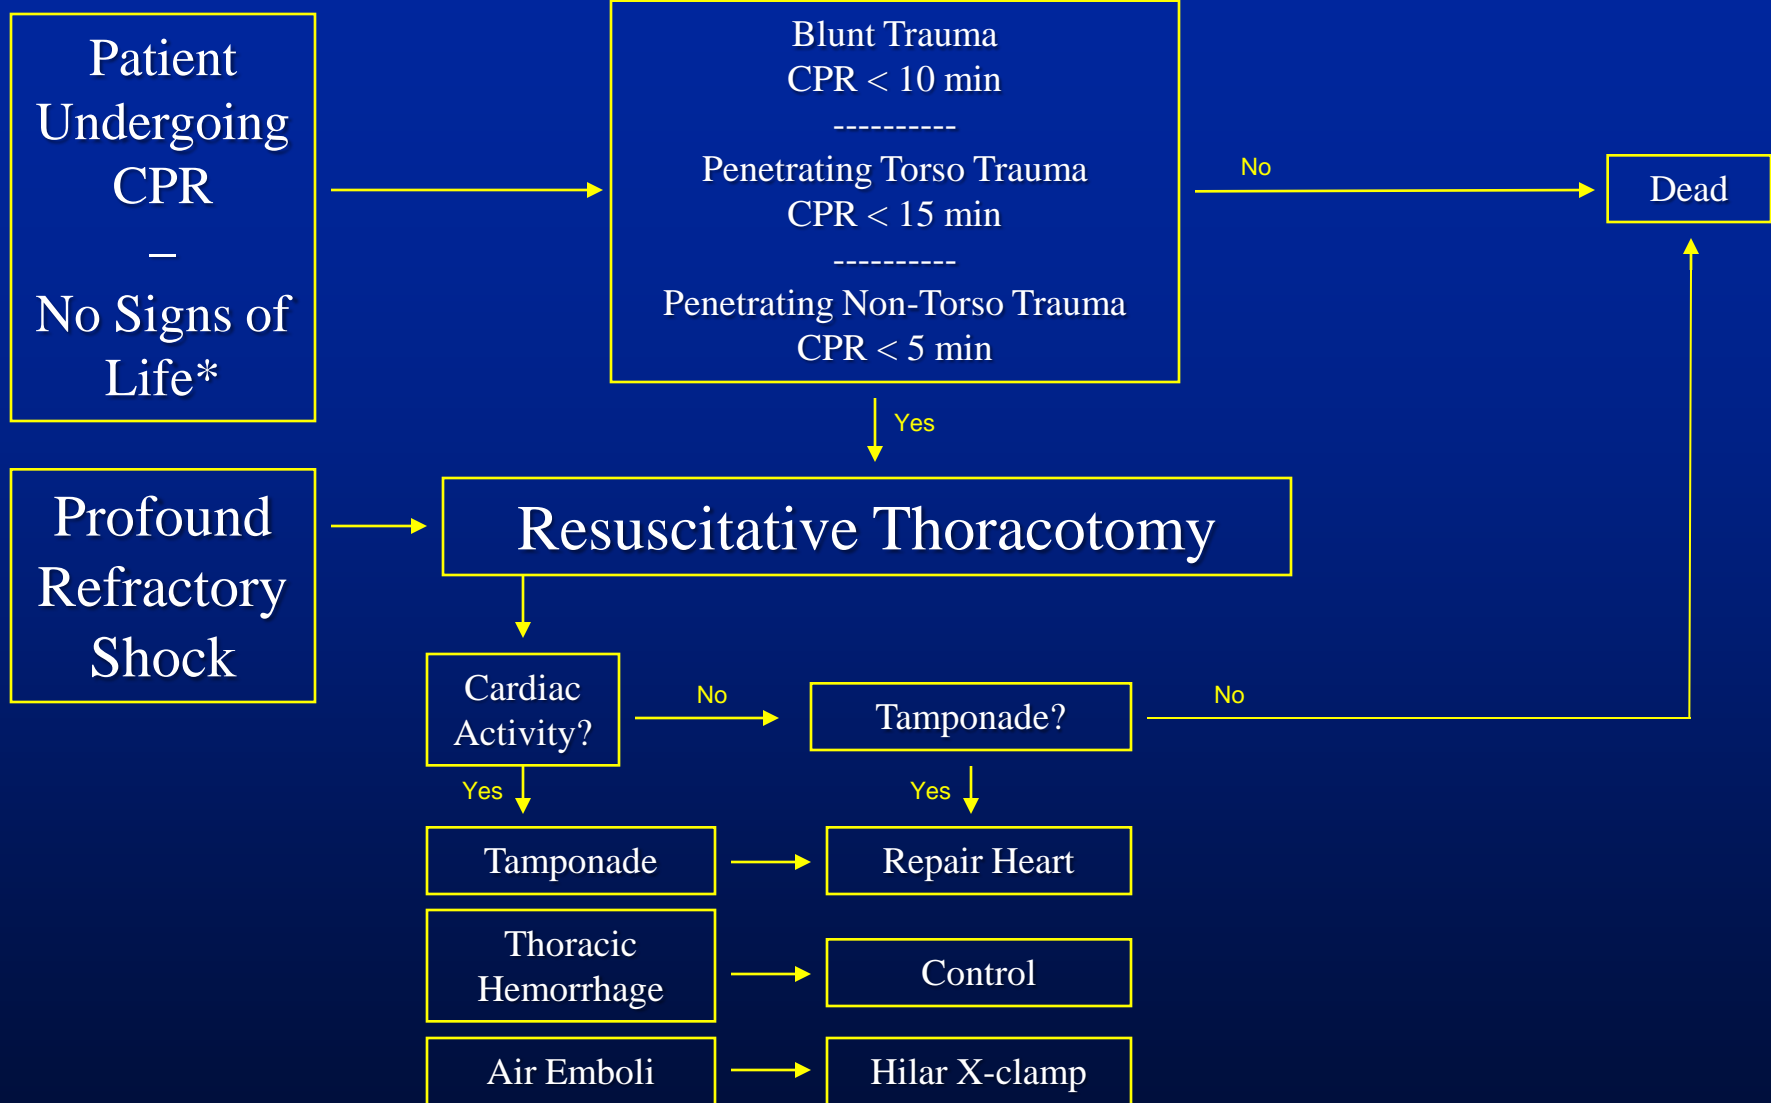 Patient
Undergoing
CPR
–
No Signs of
Life*
Blunt Trauma
CPR < 10 min
----------
Penetrating Torso Trauma
CPR < 15 min
----------
Penetrating Non-Torso Trauma
CPR < 5 min
No
Dead
Yes
Profound
Refractory
Shock
Resuscitative Thoracotomy
Cardiac
Activity?
No
Tamponade?
No
Yes
Yes
Tamponade
Repair Heart
Thoracic
Hemorrhage
Control
Air Emboli
Hilar X-clamp